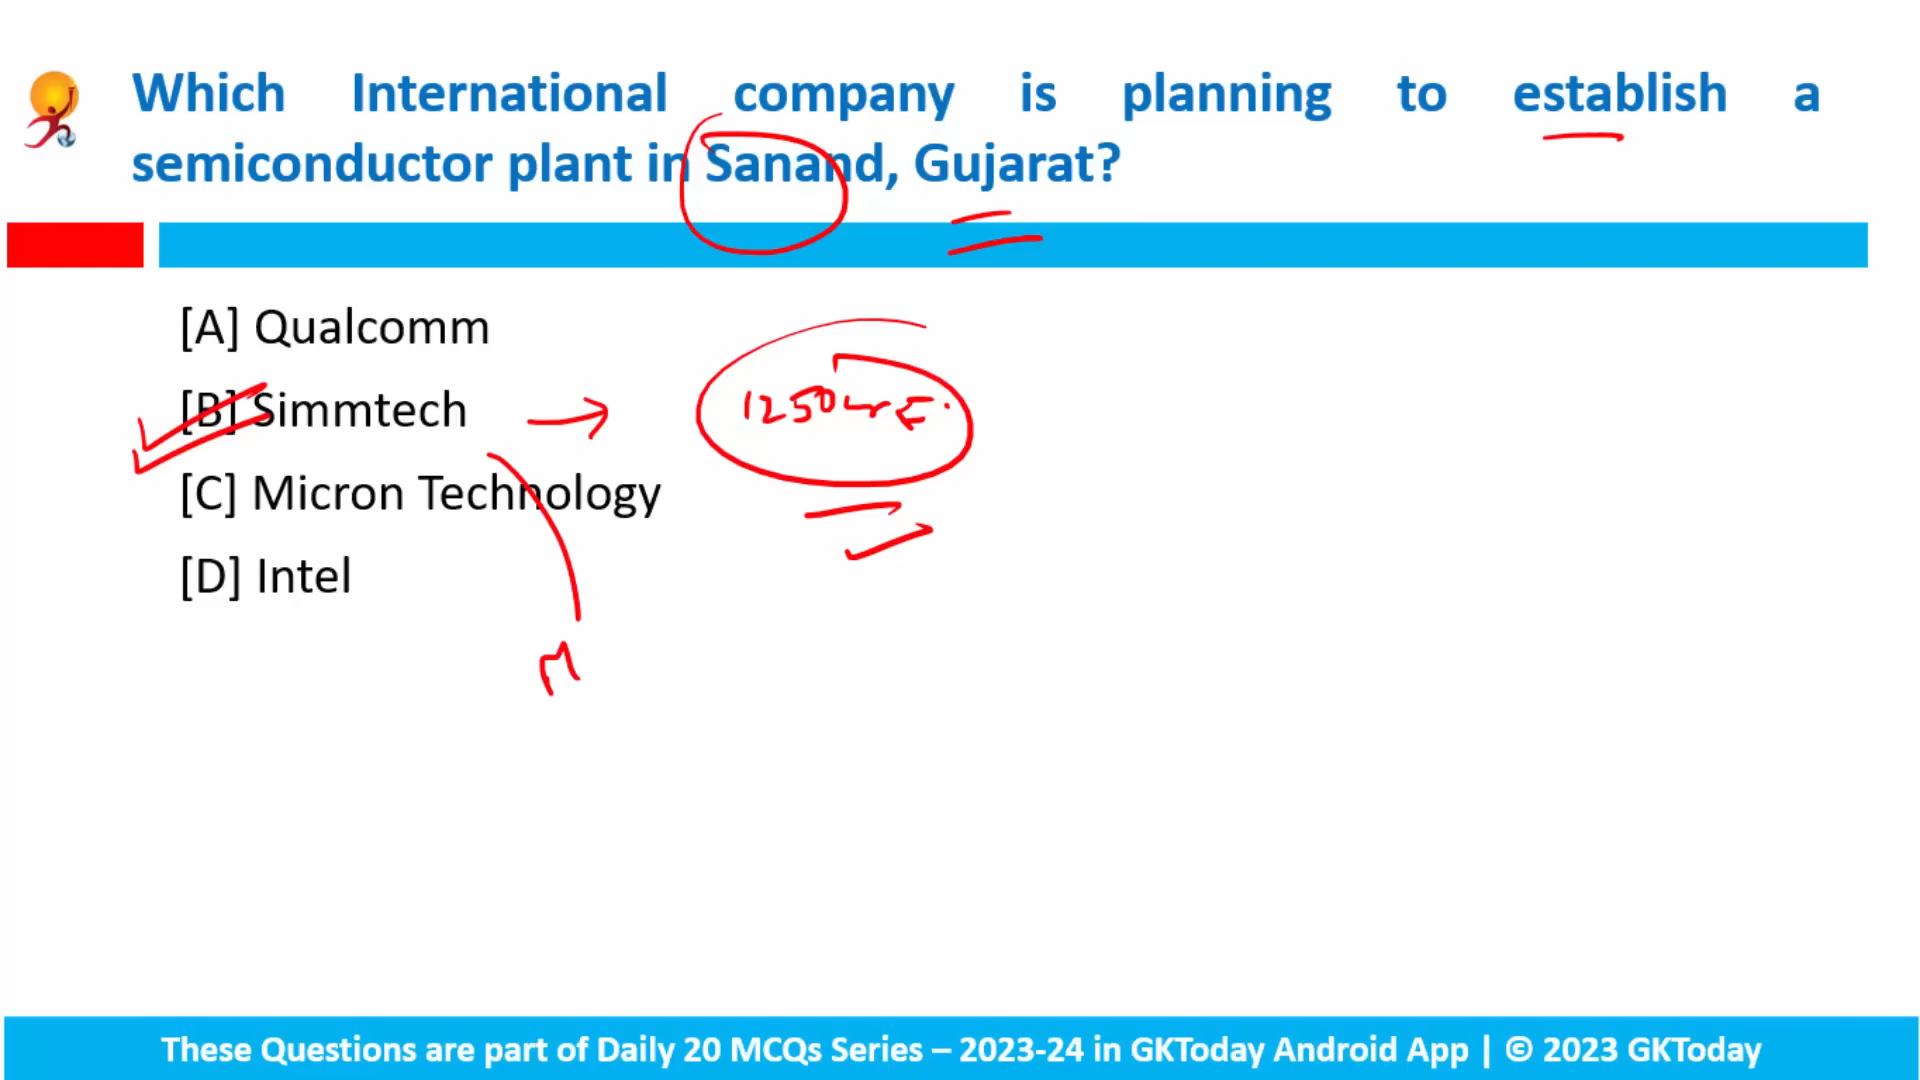 Which International company is planning to establish a
semiconductor plant in Sanand, Gujarat?
[A] Qualcomm
[B] Simmtech
1250
[C] Micron Technology
[D] Intel
M
These Questions are part of Daily 20 MCQs Series – 2023-24 in GKToday Android App | © 2023 GKToday